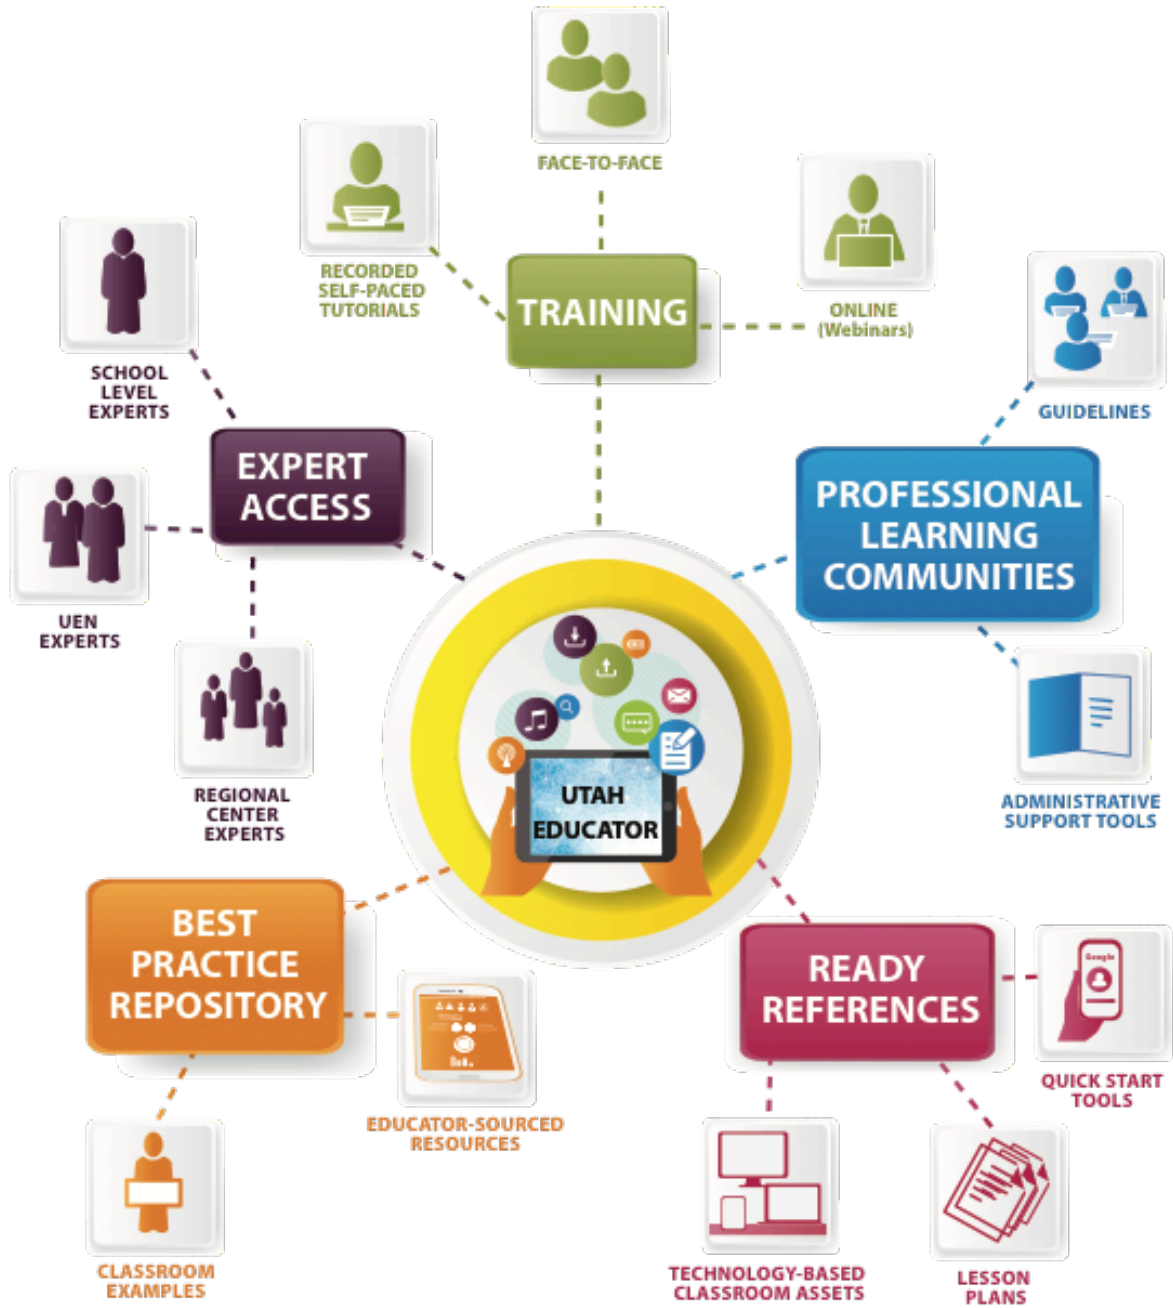 FACE-TO-FACE
RECORDED
SELF-PACED
TUTORIALS
TRAINING
ONLINE
(Webinars)
SCHOOL
LEVEL
EXPERTS
EXPERT
ACCESS
UEN
EXPERTS
REGIONAL
CENTER
EXPERTS
GUIDELINES
PROFESSIONAL
LEARNING
COMMUNITIES
ADMINISTRATIVE
SUPPORT TOOLS
UTAH
EDUCATOR
BEST
PRACTICE
REPOSITORY
EDUCATOR-SOURCED
RESOURCES
CLASSROOM
EXAMPLES
READY
REFERENCES
Google
QUICK START
TOOLS
TECHNOLOGY-BASED
CLASSROOM ASSETS
LESSON
PLANS